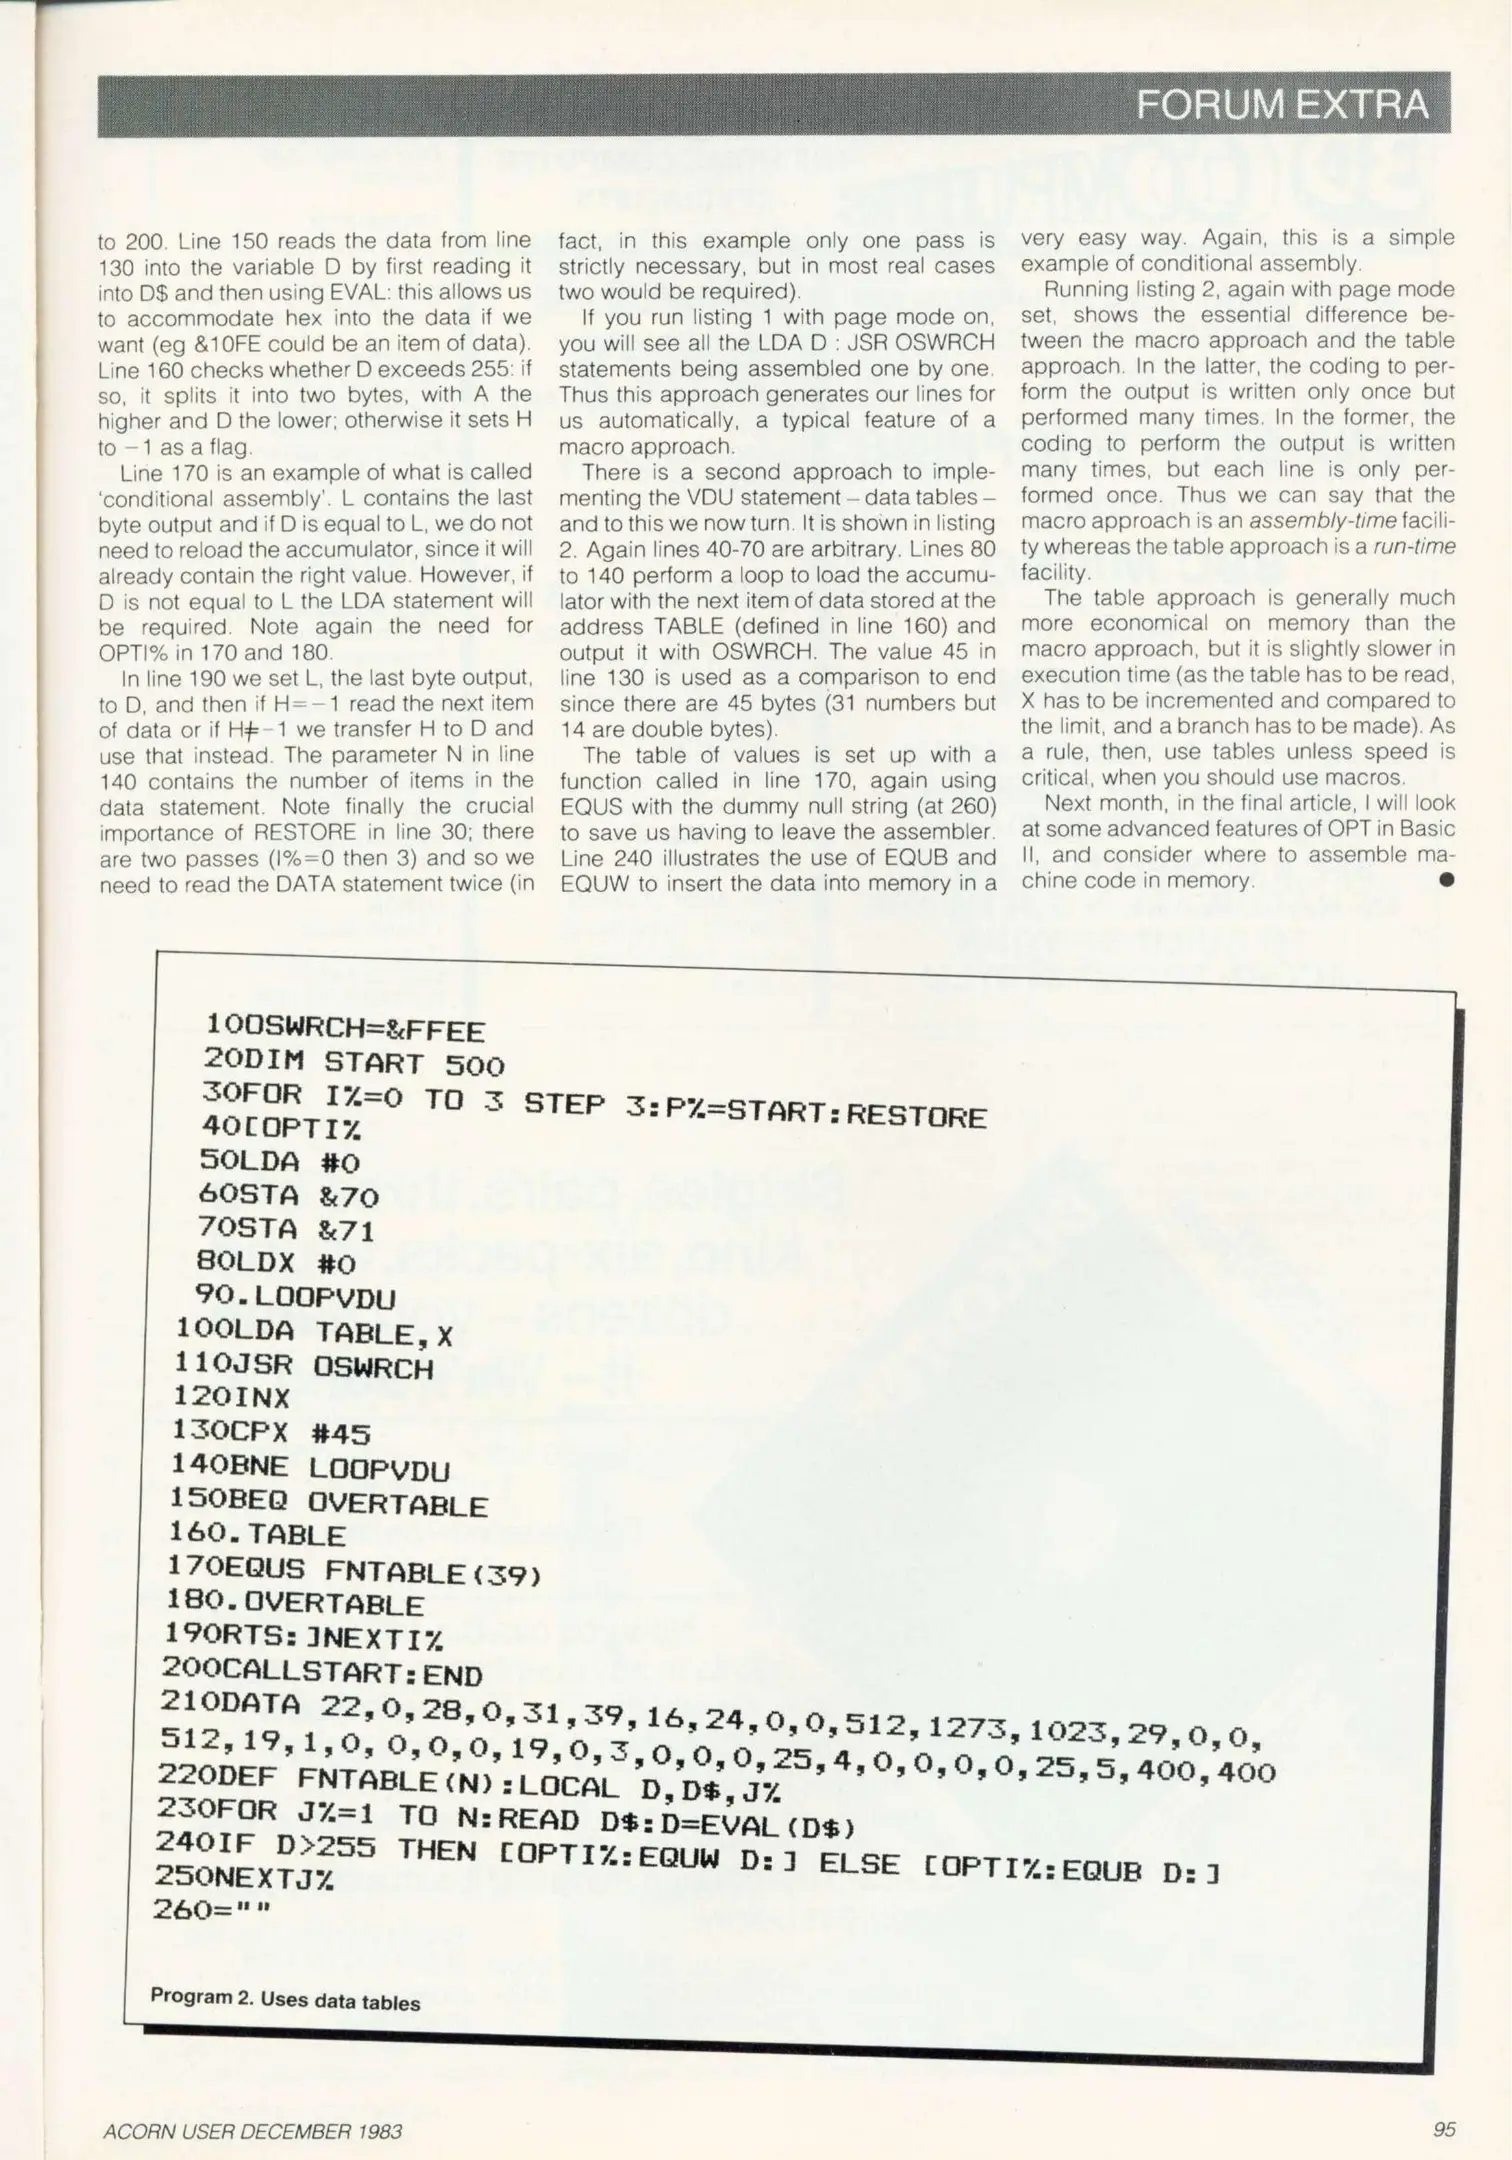 FORUM EXTRA
to 200. Line 150 reads the data from line
130 into the variable D by first reading it
into D$ and then using EVAL: this allows us
to accommodate hex into the data if we
want (eg &10FE could be an item of data).
Line 160 checks whether D exceeds 255: if
so, it splits it into two bytes, with A the
higher and D the lower; otherwise it sets H
to −1 as a flag.
Line 170 is an example of what is called
'conditional assembly'. L contains the last
byte output and if D is equal to L, we do not
need to reload the accumulator, since it will
already contain the right value. However, if
D is not equal to L the LDA statement will
be required. Note again the need for
OPTI% in 170 and 180.
In line 190 we set L, the last byte output,
to D, and then if H=−1 read the next item
of data or if H≠−1 we transfer H to D and
use that instead. The parameter N in line
140 contains the number of items in the
data statement. Note finally the crucial
importance of RESTORE in line 30; there
are two passes (I%=0 then 3) and so we
need to read the DATA statement twice (in
fact, in this example only one pass is
strictly necessary, but in most real cases
two would be required).
If you run listing 1 with page mode on,
you will see all the LDA D : JSR OSWRCH
statements being assembled one by one.
Thus this approach generates our lines for
us automatically, a typical feature of a
macro approach.
There is a second approach to imple-
menting the VDU statement – data tables –
and to this we now turn. It is shown in listing
2. Again lines 40-70 are arbitrary. Lines 80
to 140 perform a loop to load the accumu-
lator with the next item of data stored at the
address TABLE (defined in line 160) and
output it with OSWRCH. The value 45 in
line 130 is used as a comparison to end
since there are 45 bytes (31 numbers but
14 are double bytes).
The table of values is set up with a
function called in line 170, again using
EQUS with the dummy null string (at 260)
to save us having to leave the assembler.
Line 240 illustrates the use of EQUB and
EQUW to insert the data into memory in a
very easy way. Again, this is a simple
example of conditional assembly.
Running listing 2, again with page mode
set, shows the essential difference be-
tween the macro approach and the table
approach. In the latter, the coding to per-
form the output is written only once but
performed many times. In the former, the
coding to perform the output is written
many times, but each line is only per-
formed once. Thus we can say that the
macro approach is an assembly-time facili-
ty whereas the table approach is a run-time
facility.
The table approach is generally much
more economical on memory than the
macro approach, but it is slightly slower in
execution time (as the table has to be read,
X has to be incremented and compared to
the limit, and a branch has to be made). As
a rule, then, use tables unless speed is
critical, when you should use macros.
Next month, in the final article, I will look
at some advanced features of OPT in Basic
II, and consider where to assemble ma-
chine code in memory. ●
10OSWRCH=&FFEE
20DIM START 500
30FOR I%=0 TO 3 STEP 3:P%=START:RESTORE
40[OPTI%
50LDA #0
60STA &70
70STA &71
80LDX #0
90.LOOPVDU
100LDA TABLE,X
110JSR OSWRCH
120INX
130CPX #45
140BNE LOOPVDU
150BEQ OVERTABLE
160.TABLE
170EQUS FNTABLE(39)
180.OVERTABLE
190RTS:]NEXTI%
200CALLSTART:END
210DATA 22,0,28,0,31,39,16,24,0,0,512,1273,1023,29,0,0,
512,19,1,0, 0,0,0,19,0,3,0,0,0,25,4,0,0,0,0,25,5,400,400
220DEF FNTABLE(N):LOCAL D,D$,J%
230FOR J%=1 TO N:READ D$:D=EVAL(D$)
240IF D>255 THEN [OPTI%:EQUW D:] ELSE [OPTI%:EQUB D:]
250NEXTJ%
260=""
Program 2. Uses data tables
ACORN USER DECEMBER 1983
95